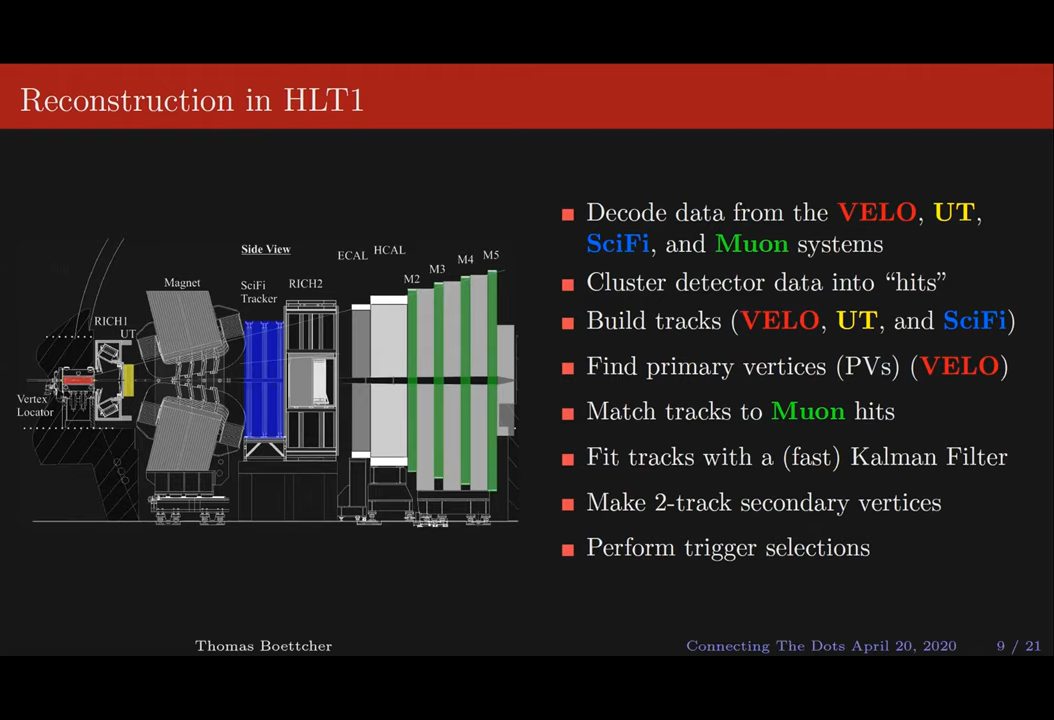 Reconstruction in HLT1
Side View
ECAL
HCAL
M2
M3
M4
M5
Magnet
SciFi
Tracker
RICH2
RICH1
UT
Vertex
Locator
Decode data from the VELO, UT,
SciFi, and Muon systems
Cluster detector data into “hits”
Build tracks (VELO, UT, and SciFi)
Find primary vertices (PVs) (VELO)
Match tracks to Muon hits
Fit tracks with a (fast) Kalman Filter
Make 2-track secondary vertices
Perform trigger selections
Thomas Boettcher
Connecting The Dots April 20, 2020
9 / 21